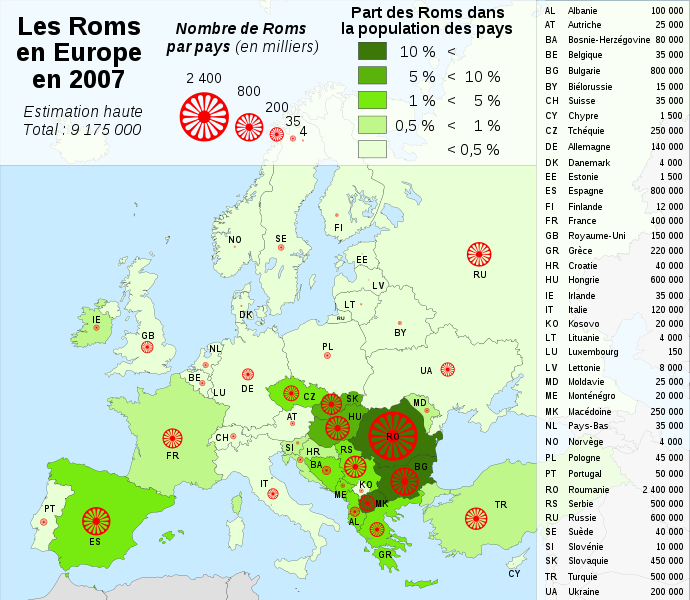 Les Roms
en Europe
en 2007
Estimation haute
Total : 9 175 000
Nombre de Roms
par pays (en milliers)
2 400
800
200
35
4
Part des Roms dans
la population des pays
10 % <
5 % < 10 %
1 % < 5 %
0,5 % < 1 %
< 0,5 %
AL Albanie 100 000
AT Autriche 25 000
BA Bosnie-Herzégovine 80 000
BE Belgique 35 000
BG Bulgarie 800 000
BY Biélorussie 15 000
CH Suisse 35 000
CY Chypre 1 500
CZ Tchéquie 250 000
DE Allemagne 140 000
DK Danemark 4 000
EE Estonie 1 500
ES Espagne 800 000
FI Finlande 12 000
FR France 400 000
GB Royaume-Uni 150 000
GR Grèce 220 000
HR Croatie 40 000
HU Hongrie 600 000
IE Irlande 35 000
IT Italie 120 000
KO Kosovo 20 000
LT Lituanie 4 000
LU Luxembourg 150
LV Lettonie 8 000
MD Moldavie 25 000
ME Monténégro 20 000
MK Macédoine 250 000
NL Pays-Bas 35 000
NO Norvège 4 000
PL Pologne 45 000
PT Portugal 50 000
RO Roumanie 2 400 000
RS Serbie 500 000
RU Russie 600 000
SE Suède 40 000
SI Slovénie 10 000
SK Slovaquie 450 000
TR Turquie 500 000
UA Ukraine 200 000
NO
SE
FI
RU
EE
LV
LT
RU
DK
BY
IE
GB
NL
BE
LU
DE
PL
UA
CZ
SK
AT
HU
MD
CH
FR
SI
HR
RO
BA
RS
BG
IT
ME
KO
MK
AL
PT
ES
GR
TR
CY